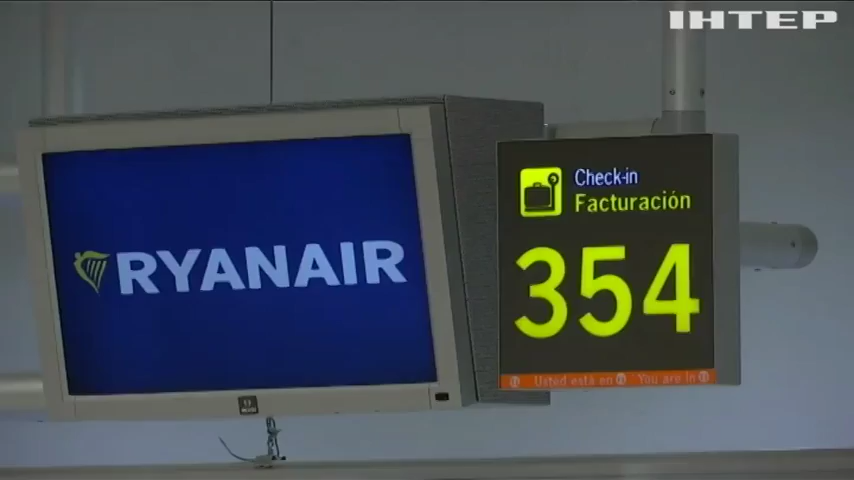 ІНТЕР
RYANAIR
Check-in
Facturación
354
Usted está en
You are in